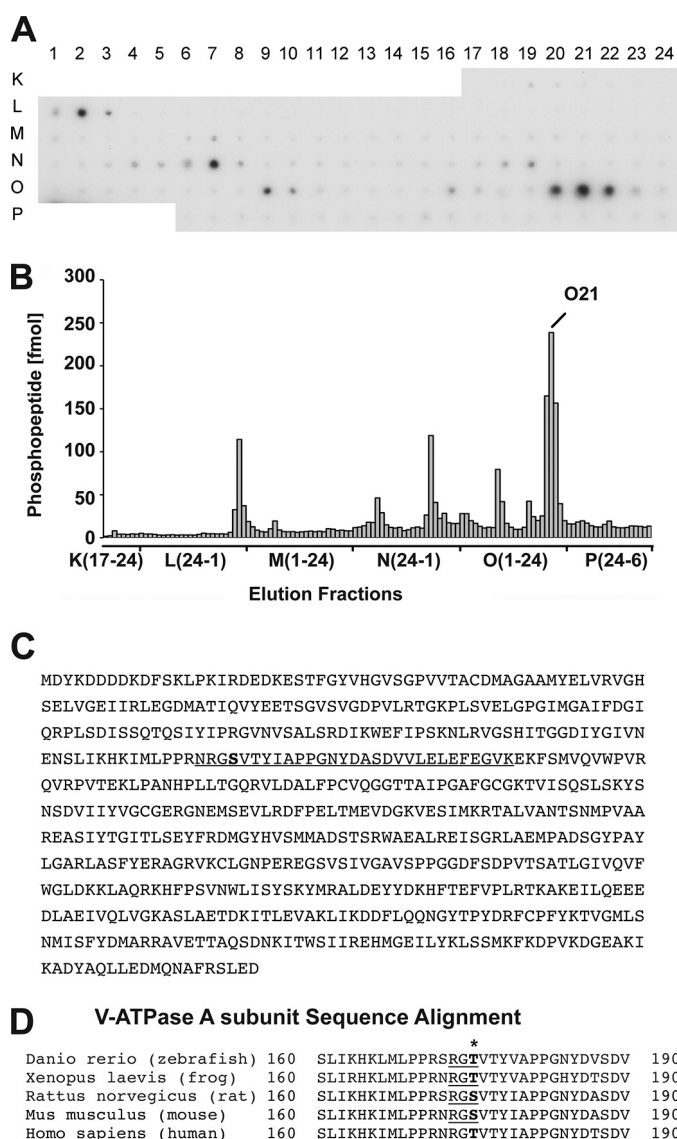 A
1 2 3 4 5 6 7 8 9 10 11 12 13 14 15 16 17 18 19 20 21 22 23 24
K
L
M
N
O
P
B
300
250
200
150
100
50
0
Phosphopeptide [fmol]
O21
K(17-24) L(24-1) M(1-24) N(24-1) O(1-24) P(24-6)
Elution Fractions
C
MDYKDDDDKDFSKLPKIRDEDKESTFGYVHGVSGPVVTACDMAGAAMYELVRVGH
SELVGEIIRLEGDMATIQVYEETSGVSVGDPVLRTGKPLSVELGPGIMGAIFDGI
QRPLSDISSQTQSIYIPRGVNVSALSRDIKWEFIPSKNLRVGSHITGGDIYGIVN
ENSLIKHKIMLPPRNRGSVTYIAPPGNYDASDVVLELEFEGVKEKFSMVQVWPVR
QVRPVTEKLPANHPLLTGQRVLDALFPCVQGGTTAIPGAFGCGKTVISQSLSKYS
NSDVIIYVGCGERGNEMSEVLRDFPELTMEVDGKVESIMKRTALVANTSNMPVAA
REASIYTGITLSEYFRDMGYHVSMMADSTSRWAEALREISGRLAEMPADSGYPAY
LGARLASFYERAGRVKCLGNPEREGSVSIVGAVSPPGGDFSDPVTSATLGIVQVF
WGLDKKLAQRKHFPSVNWLISYSKYMRALDEYYDKHFTEFVPLRTKAKEILQEEE
DLAEIVQLVGKASLAETDKITLEVAKLIKDDFLQQNGYTPYDRFCPFYKTVGMLS
NMISFYDMARRAVETTAQSDNKITWSIIREHMGEILYKLSSMKFKDPVKDGEAKI
KADYAQLLEDMQNAFRSLED
D V-ATPase A subunit Sequence Alignment
*
Danio rerio (zebrafish) 160 SLIKHKLMLPPRSRGTVTYVAPPGNYDVSDV 190
Xenopus laevis (frog) 160 SLIRHKIMLPPRNRGTVTYIAPPGHYDTSDV 190
Rattus norvegicus (rat) 160 SLIKHKIMLPPRNRGSVTYIAPPGNYDASDV 190
Mus musculus (mouse) 160 SLIKHKIMLPPRNRGSVTYIAPPGNYDASDV 190
Homo sapiens (human) 160 SLIKHKIMLPPRNRGTVTYIAPPGNYDTSDV 190